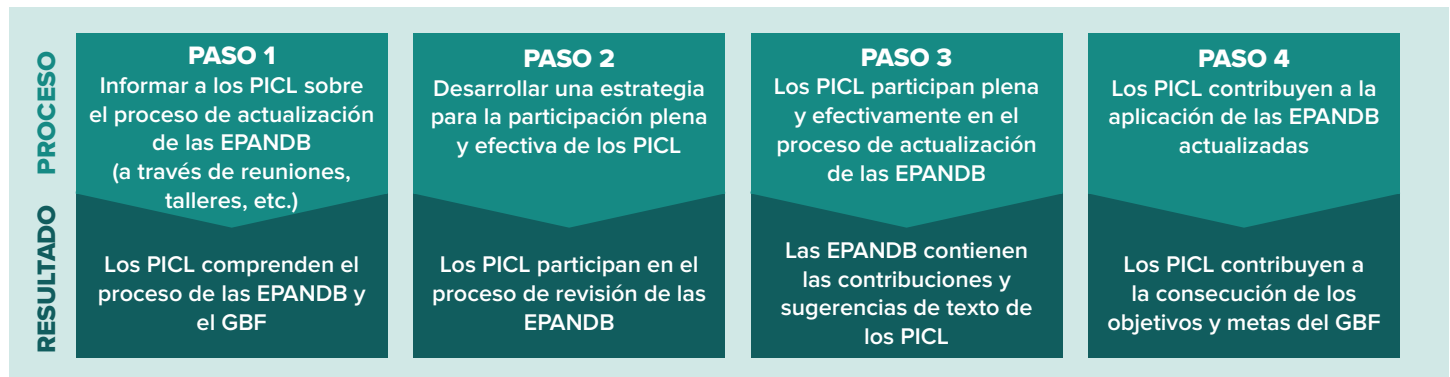 PROCESO
PASO 1
Informar a los PICL sobre
el proceso de actualización
de las EPANDB
(a través de reuniones,
talleres, etc.)
PASO 2
Desarrollar una estrategia
para la participación plena
y efectiva de los PICL
PASO 3
Los PICL participan plena
y efectivamente en el
proceso de actualización
de las EPANDB
PASO 4
Los PICL contribuyen a la
aplicación de las EPANDB
actualizadas
RESULTADO
Los PICL comprenden el
proceso de las EPANDB y
el GBF
Los PICL participan en el
proceso de revisión de las
EPANDB
Las EPANDB contienen
las contribuciones y
sugerencias de texto de
los PICL
Los PICL contribuyen a
la consecución de los
objetivos y metas del GBF